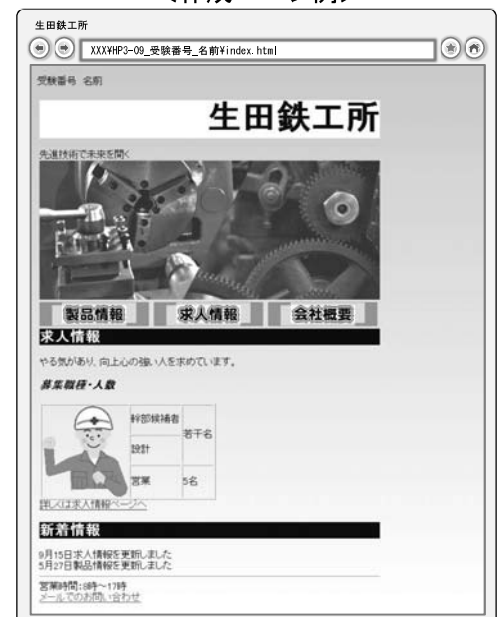 生田鉄工所
XXX¥HP3-09_受験番号_名前¥index.html
受験番号 名前
生田鉄工所
先進技術で未来を開く
製品情報 求人情報 会社概要
求人情報
やる気があり、向上心の強い人を求めています。
募集職種・人数
幹部候補者
若干名
設計
営業 5名
詳しくは求人情報ページへ
新着情報
9月15日求人情報を更新しました
5月27日製品情報を更新しました
営業時間:8時～17時
メールでのお問い合わせ